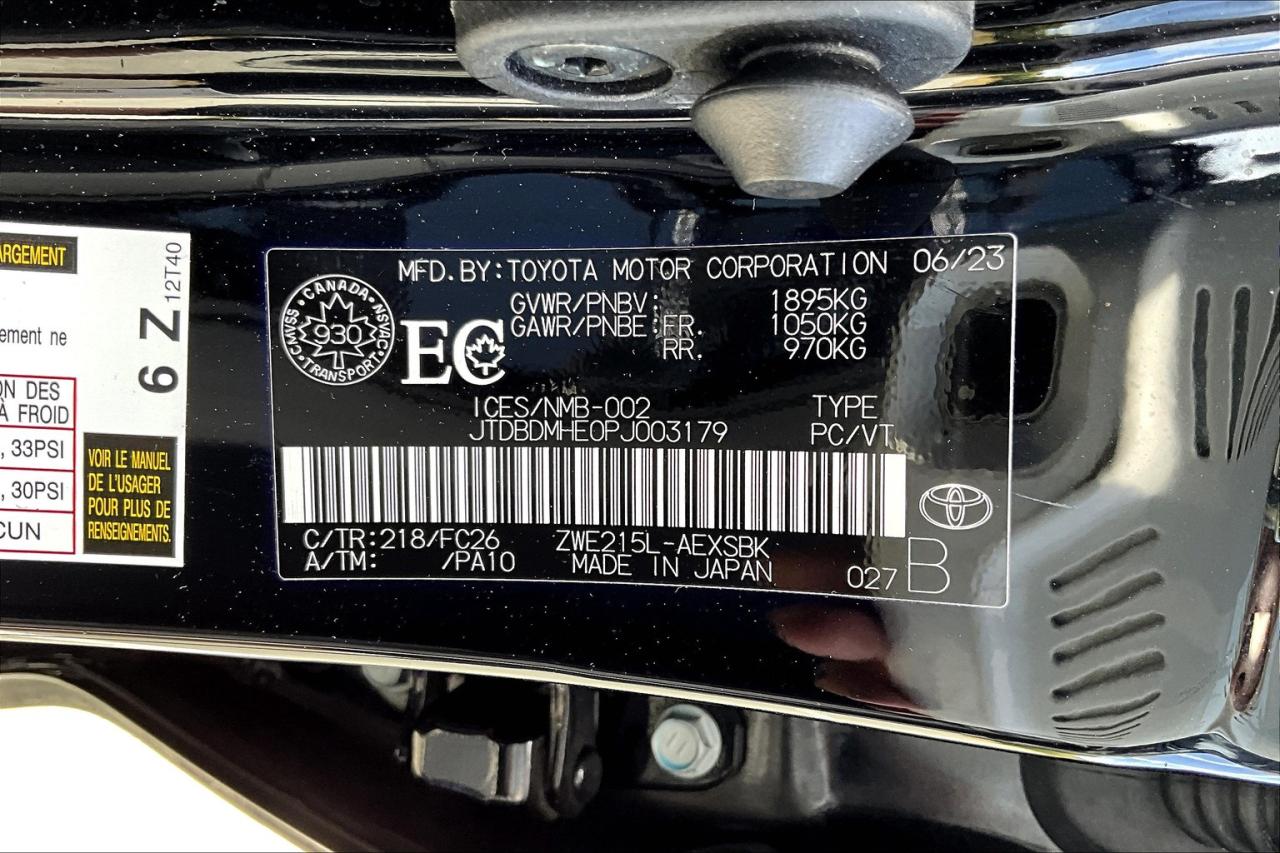 ARGEMENT
ement ne
ON DES
À FROID
, 33PSI
, 30PSI
CUN
6 Z
12T40
VOIR LE MANUEL
DE L'USAGER
POUR PLUS DE
RENSEIGNEMENTS.
MFD.BY:TOYOTA MOTOR CORPORATION 06/23
GVWR/PNBV: 1895KG
GAWR/PNBE:FR. 1050KG
RR. 970KG
CANADA
CMVSS 930 NSVAC
TRANSPORT
EC
ICES/NMB-002 TYPE
JTDBDMHE0PJ003179 PC/VT
C/TR:218/FC26 ZWE215L-AEXSBK
A/TM: /PA10 MADE IN JAPAN 027 B